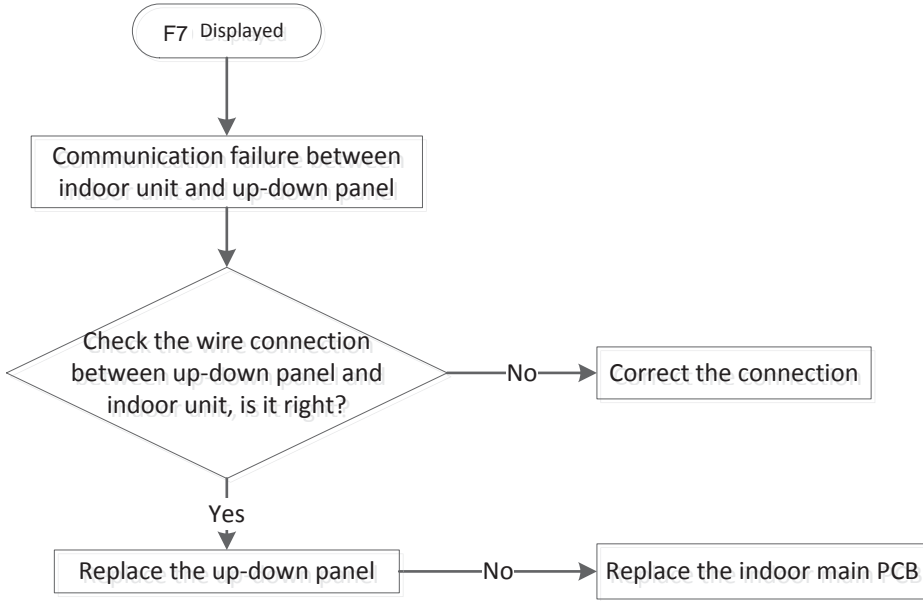 F7 Displayed
Communication failure between
indoor unit and up-down panel
Check the wire connection
between up-down panel and
indoor unit, is it right?
No
Correct the connection
Yes
Replace the up-down panel
No
Replace the indoor main PCB